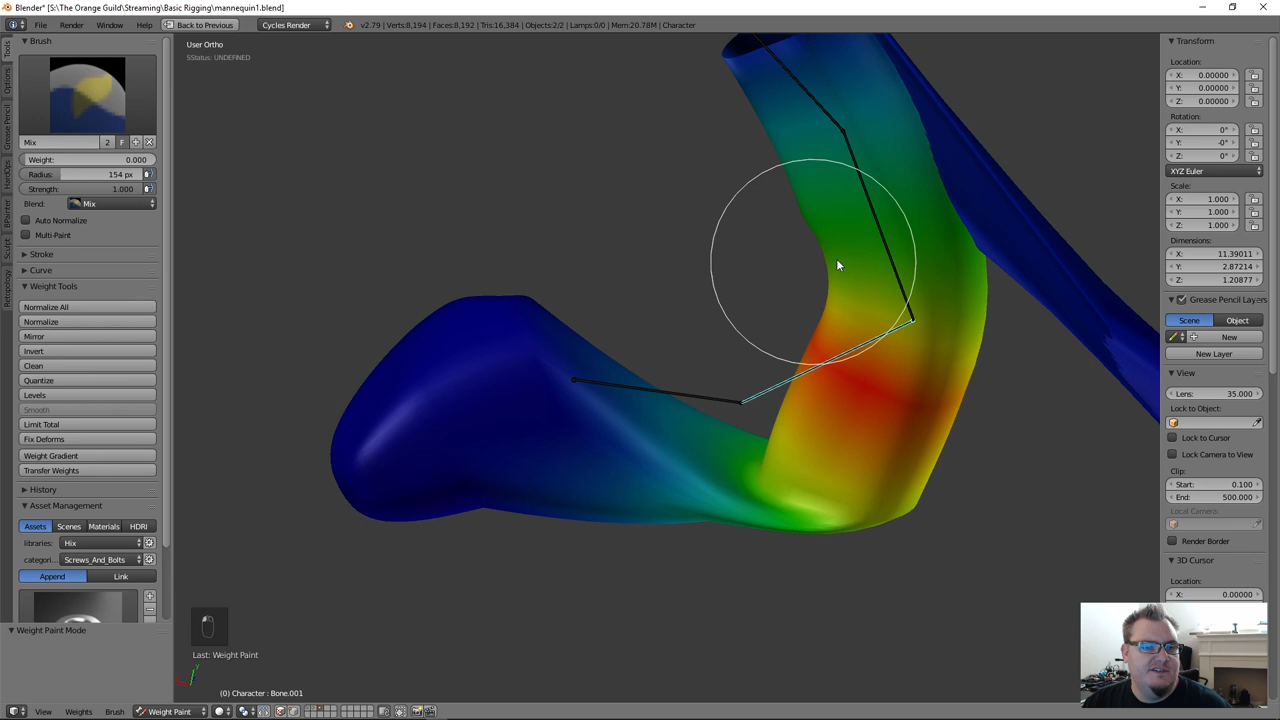 Blender* [S:\The Orange Guild\Streaming\Basic Rigging\mannequin1.blend]
File Render Window Help Back to Previous Cycles Render v2.79 | Verts:8,194 | Faces:8,192 | Tris:16,384 | Objects:2/2 | Lamps:0/0 | Mem:20.78M | Character
Tools
Options
Grease Pencil
HardOps
BPainter
Sculpt
Retopology
Brush
Mix 2 F
Weight: 0.000
Radius: 154 px
Strength: 1.000
Blend: Mix
Auto Normalize
Multi-Paint
Stroke
Curve
Weight Tools
Normalize All
Normalize
Mirror
Invert
Clean
Quantize
Levels
Smooth
Limit Total
Fix Deforms
Weight Gradient
Transfer Weights
History
Asset Management
Assets Scenes Materials HDRI
libraries: Hix
categori.. Screws_And_Bolts
Append Link
Weight Paint Mode
User Ortho
SStatus: UNDEFINED
Last: Weight Paint
(0) Character : Bone.001
View Weights Brush Weight Paint
Transform
Location:
X: 0.00000
Y: 0.00000
Z: 0.00000
Rotation:
X: 0°
Y: -0°
Z: 0°
XYZ Euler
Scale:
X: 1.000
Y: 1.000
Z: 1.000
Dimensions:
X: 11.39011
Y: 2.87214
Z: 1.20877
Grease Pencil Layers
Scene Object
New
New Layer
View
Lens: 35.000
Lock to Object:
Lock to Cursor
Lock Camera to View
Clip:
Start: 0.100
End: 500.000
Local Camera:
Render Border
3D Cursor
Location:
X: 0.00000